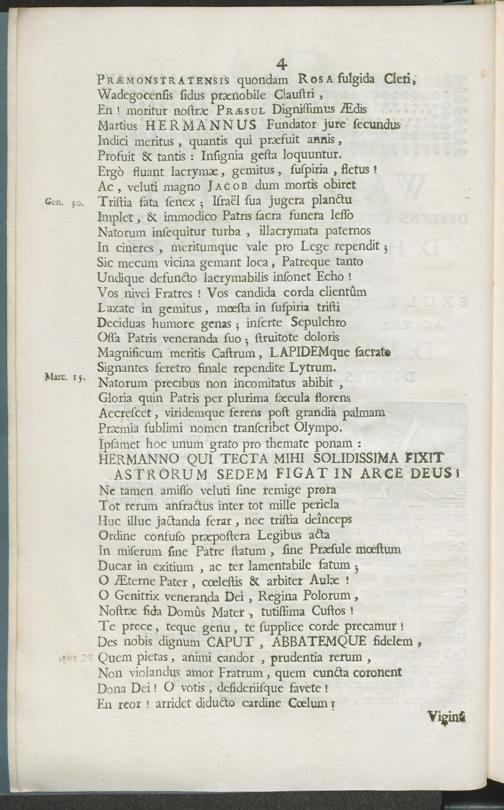 4
PRÆMONSTRATENSIS quondam ROSA fulgida Cleri,
Wadegocenſis ſidus prænobile Clauſtri ,
En ! moritur noſtræ PRÆSUL Digniſſimus Ædis
Martius HERMANNUS Fundator jure ſecundus
Indici meritus , quantis qui præfuit annis ,
Profuit & tantis : Inſignia geſta loquuntur.
Ergò fluant lacrymæ , gemitus , ſuſpiria , fletus !
Ac , veluti magno JACOB dum mortis obiret
Gen. 50. Triſtia fata ſenex ; Iſraël ſua jugera planctu
Implet , & immodico Patris ſacra funera leſſo
Natorum inſequitur turba , illacrymata paternos
In cineres , meritumque vale pro Lege rependit ;
Sic mecum vicina gemant loca , Patreque tanto
Undique defuncto lacrymabilis inſonet Echo !
Vos nivei Fratres ! Vos candida corda clientûm
Laxate in gemitus , mœſta in ſuſpiria triſti
Deciduas humore genas ; inferte Sepulchro
Oſſa Patris veneranda ſuo ; ſtruitote doloris
Magnificum meritis Caſtrum , LAPIDEMque ſacrato
Signantes feretro finale rependite Lytrum.
Marc. 15. Natorum precibus non incomitatus abibit ,
Gloria quin Patris per plurima ſæcula florens
Accreſcet , viridemque ferens poſt grandia palmam
Præmia ſublimi nomen tranſcribet Olympo.
Ipſamet hoc unum grato pro themate ponam :
HERMANNO QUI TECTA MIHI SOLIDISSIMA FIXIT
ASTRORUM SEDEM FIGAT IN ARCE DEUS !
Ne tamen amiſſo veluti ſine remige prora
Tot rerum anfractus inter tot mille pericla
Huc illuc jactanda ferar , nec triſtia deînceps
Ordine confuſo præpoſtera Legibus acta
In miſerum ſine Patre ſtatum , ſine Præſule mœſtum
Ducar in exitium , ac ter lamentabile fatum ;
O Æterne Pater , cœleſtis & arbiter Aulæ !
O Genitrix veneranda Dei , Regina Polorum ,
Noſtræ fida Domûs Mater , tutiſſima Cuſtos !
Te prece , teque genu , te ſupplice corde precamur !
Des nobis dignum CAPUT , ABBATEMQUE fidelem ,
Quem pietas , animi candor , prudentia rerum ,
Non violandus amor Fratrum , quem cuncta coronent
Dona Dei ! O votis , deſideriiſque favete !
En reor ! arridet diducto cardine Cœlum ;
Viginti